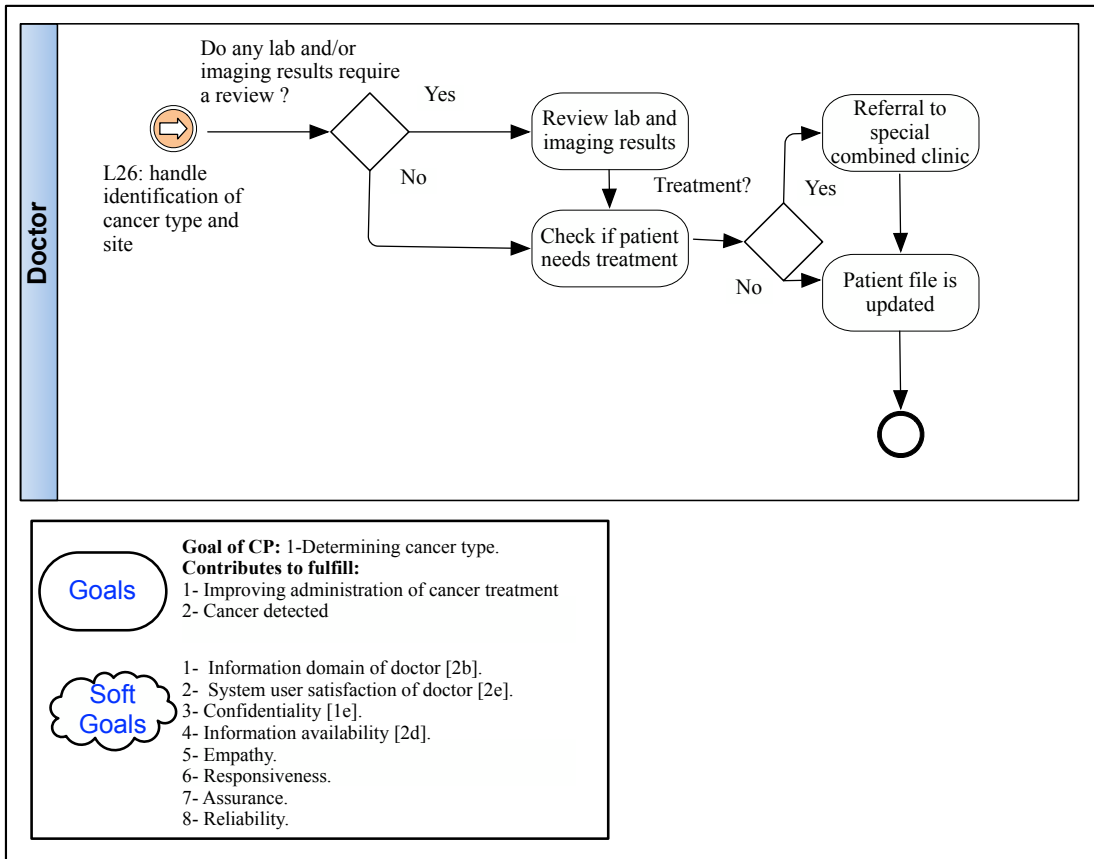 Doctor
Do any lab and/or
imaging results require
a review ?
L26: handle
identification of
cancer type and
site
Yes
No
Review lab and
imaging results
Check if patient
needs treatment
Treatment?
Yes
No
Referral to
special
combined clinic
Patient file is
updated
Goals
Goal of CP: 1-Determining cancer type.
Contributes to fulfill:
1- Improving administration of cancer treatment
2- Cancer detected
Soft
Goals
1-  Information domain of doctor [2b].
2-  System user satisfaction of doctor [2e].
3- Confidentiality [1e].
4- Information availability [2d].
5- Empathy.
6- Responsiveness.
7- Assurance.
8- Reliability.